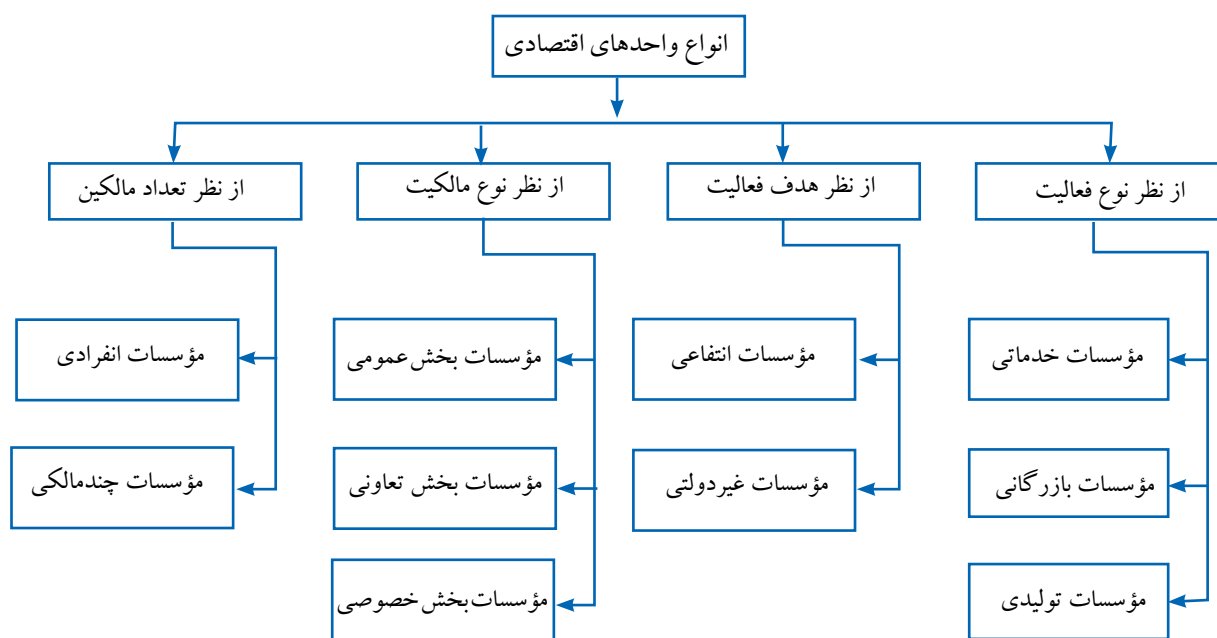 انواع واحدهای اقتصادی
از نظر نوع فعالیت
از نظر هدف فعالیت
از نظر نوع مالکیت
از نظر تعداد مالکین
مؤسسات خدماتی
مؤسسات انتفاعی
مؤسسات بخش عمومی
مؤسسات انفرادی
مؤسسات بازرگانی
مؤسسات غیردولتی
مؤسسات بخش تعاونی
مؤسسات چندمالکی
مؤسسات تولیدی
مؤسسات بخش خصوصی